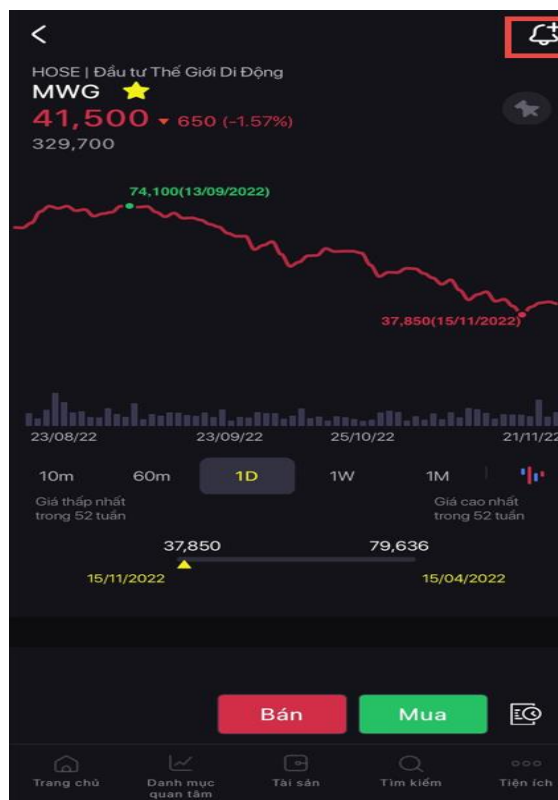 HOSE | Đầu tư Thế Giới Di Động
MWG
41,500 650 (-1.57%)
329,700
74,100(13/09/2022)
37,850(15/11/2022)
23/08/22 23/09/22 25/10/22 21/11/22
10m 60m 1D 1W 1M
Giá thấp nhất Giá cao nhất
trong 52 tuần trong 52 tuần
37,850 79,636
15/11/2022 15/04/2022
Bán Mua
Trang chủ Danh mục Tài sản Tìm kiếm Tiện ích
quan tâm